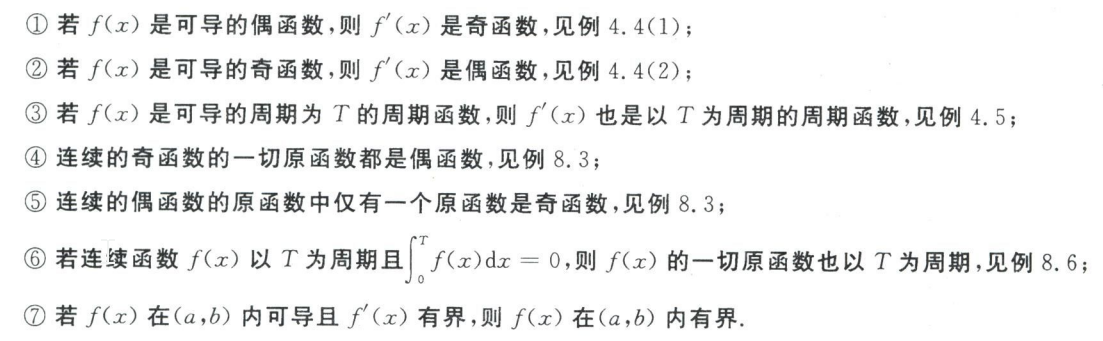 ① 若 f(x) 是可导的偶函数,则 f′(x) 是奇函数,见例 4.4(1);
② 若 f(x) 是可导的奇函数,则 f′(x) 是偶函数,见例 4.4(2);
③ 若 f(x) 是可导的周期为 T 的周期函数,则 f′(x) 也是以 T 为周期的周期函数,见例 4.5;
④ 连续的奇函数的一切原函数都是偶函数,见例 8.3;
⑤ 连续的偶函数的原函数中仅有一个原函数是奇函数,见例 8.3;
⑥ 若连续函数 f(x) 以 T 为周期且∫₀ᵀ f(x)dx = 0,则 f(x) 的一切原函数也以 T 为周期,见例 8.6;
⑦ 若 f(x) 在(a,b) 内可导且 f′(x) 有界,则 f(x) 在(a,b) 内有界.